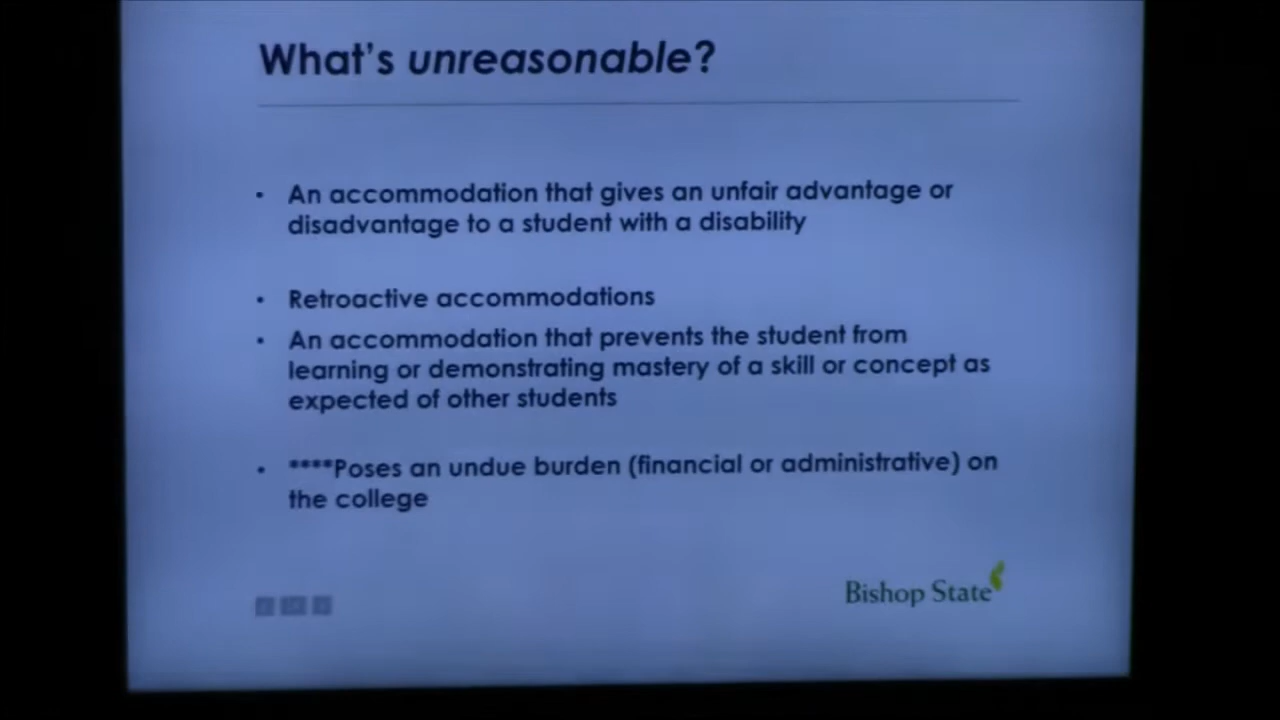 What's unreasonable?
• An accommodation that gives an unfair advantage or
disadvantage to a student with a disability
• Retroactive accommodations
• An accommodation that prevents the student from
learning or demonstrating mastery of a skill or concept as
expected of other students
• ****Poses an undue burden (financial or administrative) on
the college
Bishop State